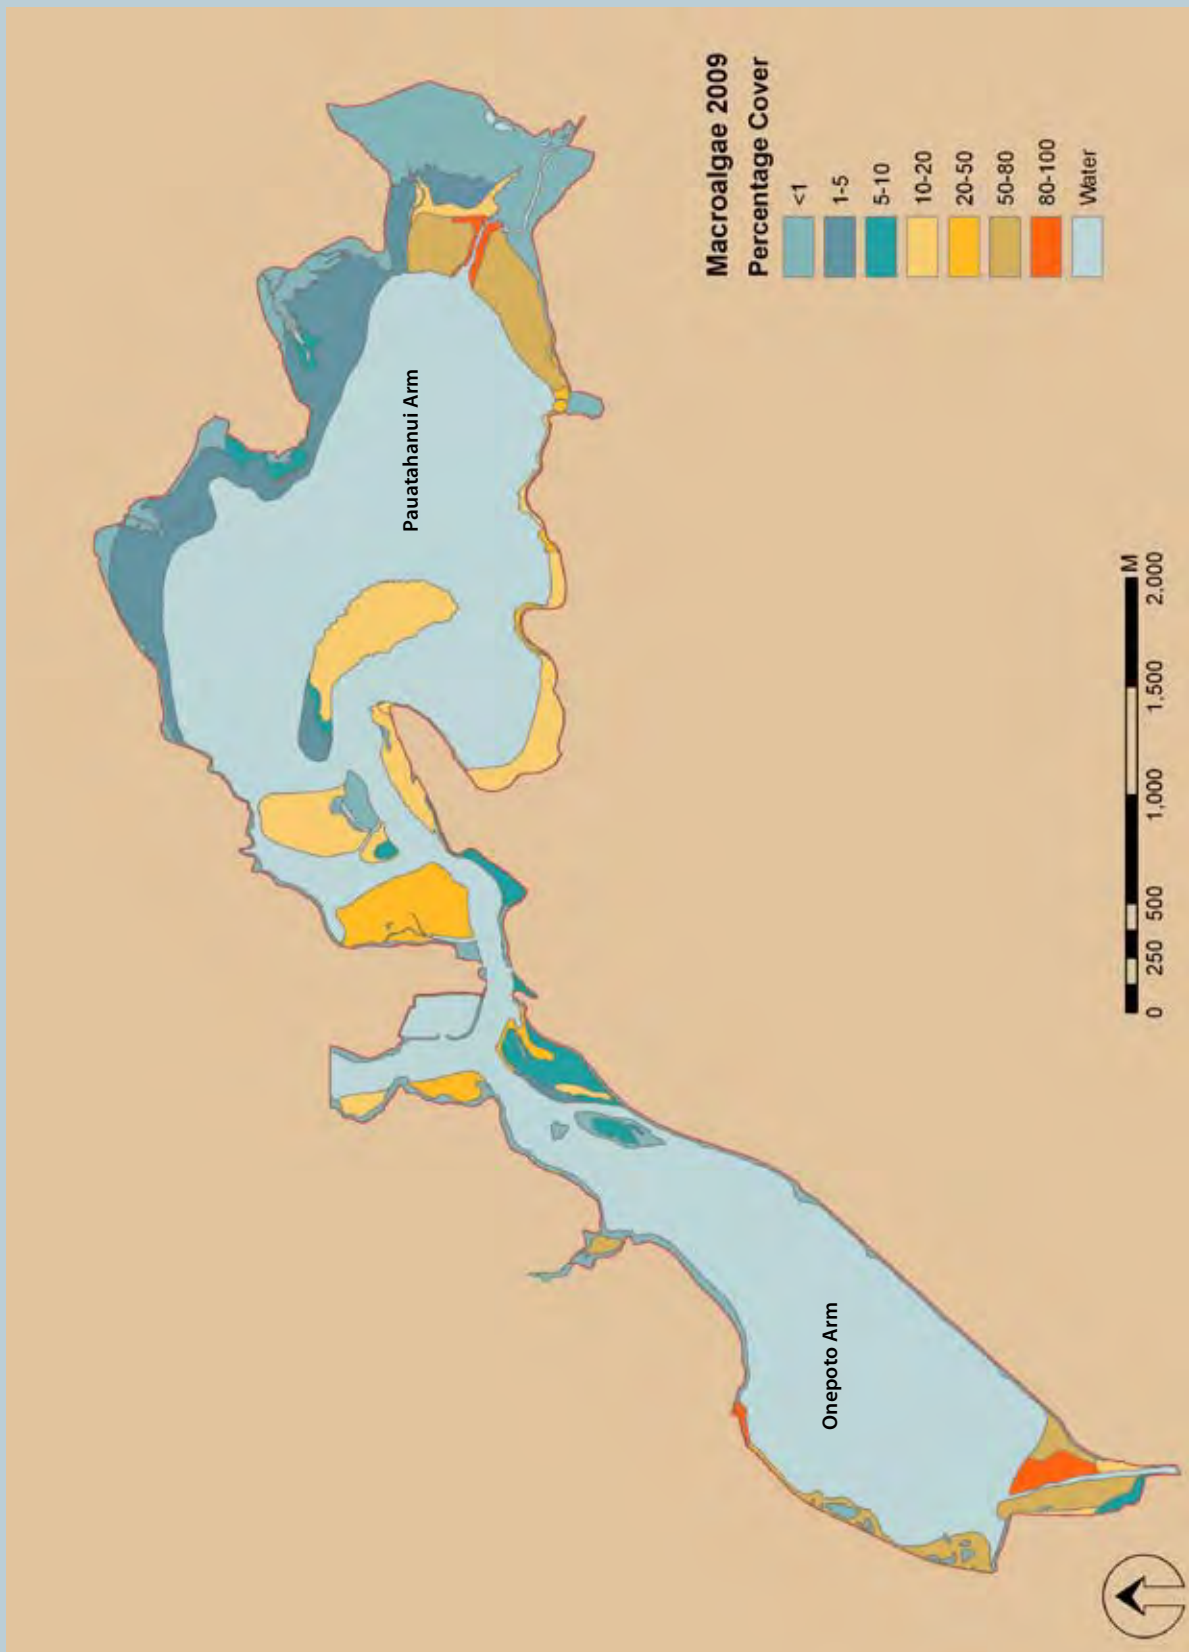 Macroalgae 2009
Percentage Cover
<1
1-5
5-10
10-20
20-50
50-80
80-100
Water
Pauatahanui Arm
Onepoto Arm
0 250 500 1,000 1,500 2,000
M